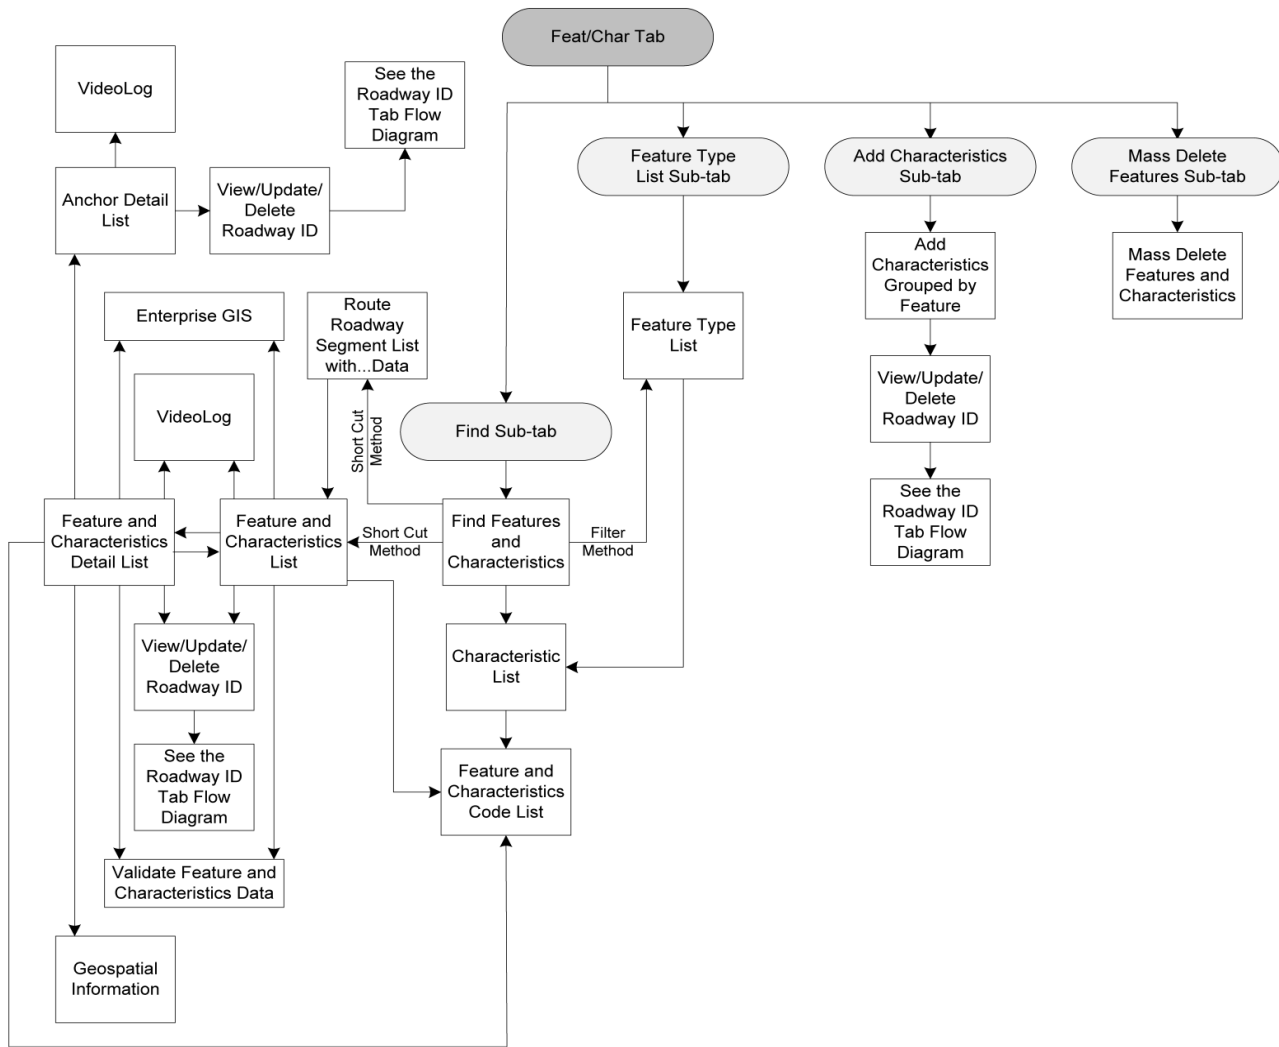 Feat/Char Tab
VideoLog
See the
Roadway ID
Tab Flow
Diagram
Feature Type
List Sub-tab
Add Characteristics
Sub-tab
Mass Delete
Features Sub-tab
Anchor Detail
List
View/Update/
Delete
Roadway ID
Add
Characteristics
Grouped by
Feature
Mass Delete
Features and
Characteristics
Enterprise GIS
Route
Roadway
Segment List
with...Data
Feature Type
List
VideoLog
Short Cut
Method
Find Sub-tab
View/Update/
Delete
Roadway ID
Feature and
Characteristics
Detail List
Feature and
Characteristics
List
Short Cut
Method
Find Features
and
Characteristics
Filter
Method
See the
Roadway ID
Tab Flow
Diagram
View/Update/
Delete
Roadway ID
Characteristic
List
See the
Roadway ID
Tab Flow
Diagram
Feature and
Characteristics
Code List
Validate Feature and
Characteristics Data
Geospatial
Information